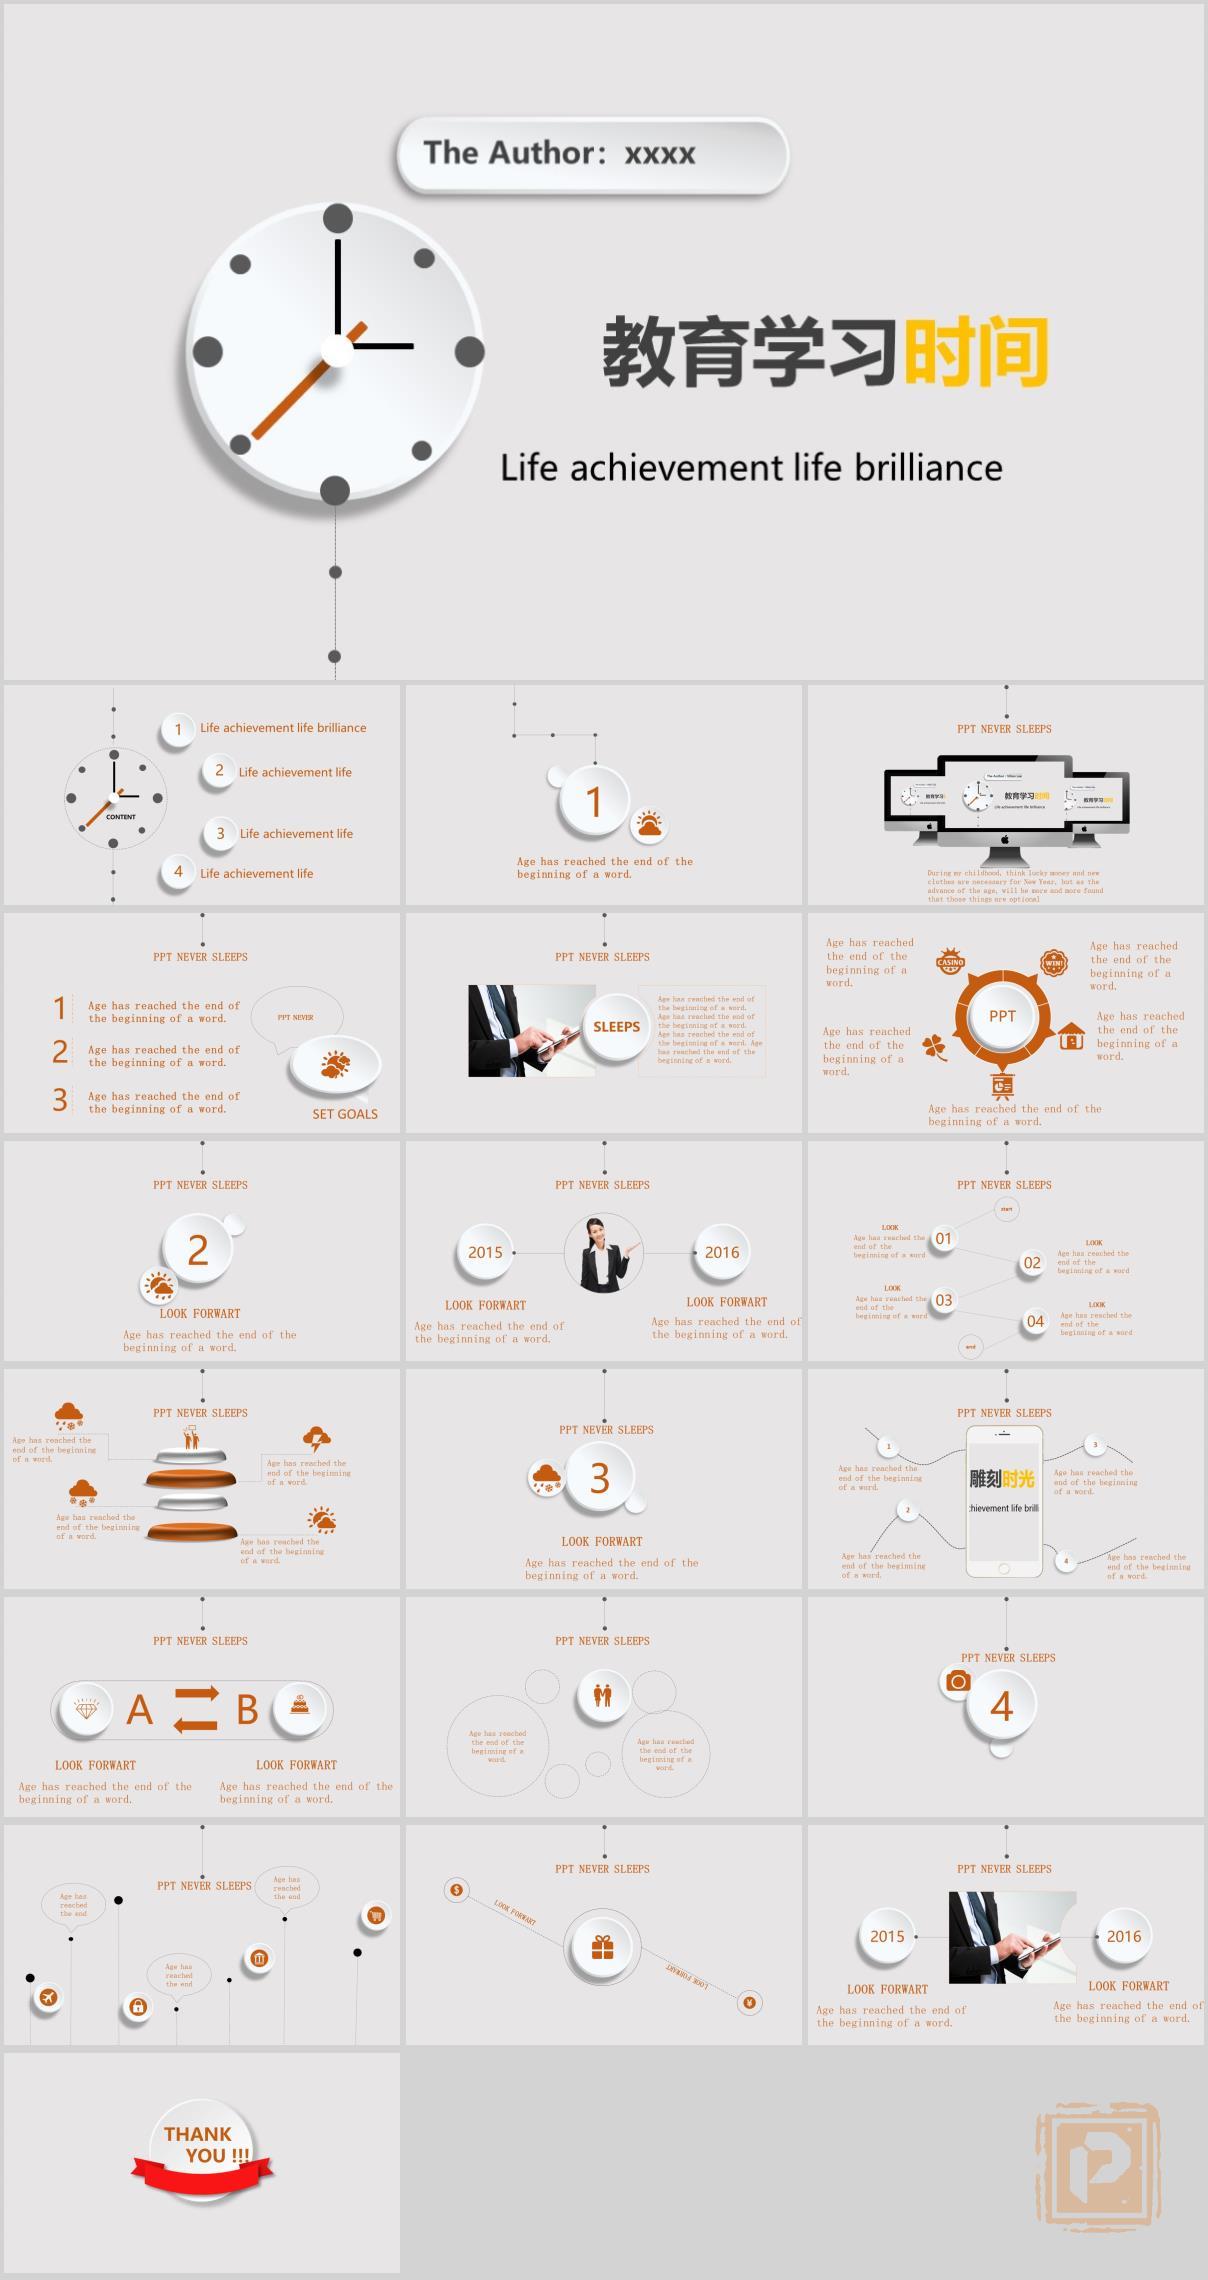 The Author：xxxx
教育学习时间
Life achievement life brilliance
1 Life achievement life brilliance
2 Life achievement life
CONTENT
3 Life achievement life
4 Life achievement life
1
Age has reached the end of the
beginning of a word.
PPT NEVER SLEEPS
教育学习时间
During my childhood, think lucky money and new
clothes are necessary for New Year, but as the
advance of the age, will be more and more found
that those things are optional
PPT NEVER SLEEPS
1 Age has reached the end of
the beginning of a word.
2 Age has reached the end of
the beginning of a word.
3 Age has reached the end of
the beginning of a word.
PPT NEVER
SET GOALS
PPT NEVER SLEEPS
SLEEPS
Age has reached the end of
the beginning of a word.
Age has reached the end of
the beginning of a word.
Age has reached the end of
the beginning of a word. Age
has reached the end of the
beginning of a word.
Age has reached
the end of the
beginning of a
word.
CASINO
WIN!
Age has reached
the end of the
beginning of a
word.
PPT
Age has reached
the end of the
beginning of a
word.
Age has reached
the end of the
beginning of a
word.
Age has reached the end of the
beginning of a word.
PPT NEVER SLEEPS
2
LOOK FORWART
Age has reached the end of the
beginning of a word.
PPT NEVER SLEEPS
2015
2016
LOOK FORWART
Age has reached the end of
the beginning of a word.
LOOK FORWART
Age has reached the end of
the beginning of a word.
PPT NEVER SLEEPS
start
LOOK
Age has reached the
end of the
beginning of a word
01
02
LOOK
Age has reached the
end of the
beginning of a word
LOOK
Age has reached the
end of the
beginning of a word
03
04
LOOK
Age has reached the
end of the
beginning of a word
end
PPT NEVER SLEEPS
Age has reached the
end of the beginning
of a word.
Age has reached the
end of the beginning
of a word.
Age has reached the
end of the beginning
of a word.
Age has reached the
end of the beginning
of a word.
PPT NEVER SLEEPS
3
LOOK FORWART
Age has reached the end of the
beginning of a word.
PPT NEVER SLEEPS
1
Age has reached the
end of the beginning
of a word.
3
Age has reached the
end of the beginning
of a word.
雕刻时光
hievement life brill
2
Age has reached the
end of the beginning
of a word.
4
Age has reached the
end of the beginning
of a word.
PPT NEVER SLEEPS
A B
LOOK FORWART
Age has reached the end of the
beginning of a word.
LOOK FORWART
Age has reached the end of the
beginning of a word.
PPT NEVER SLEEPS
Age has reached
the end of the
beginning of a
word.
Age has reached
the end of the
beginning of a
word.
PPT NEVER SLEEPS
4
PPT NEVER SLEEPS
Age has
reached
the end
Age has
reached
the end
Age has
reached
the end
PPT NEVER SLEEPS
$
LOOK FORWART
LOOK FORWART
¥
PPT NEVER SLEEPS
2015
2016
LOOK FORWART
Age has reached the end of
the beginning of a word.
LOOK FORWART
Age has reached the end of
the beginning of a word.
THANK
YOU !!!
P